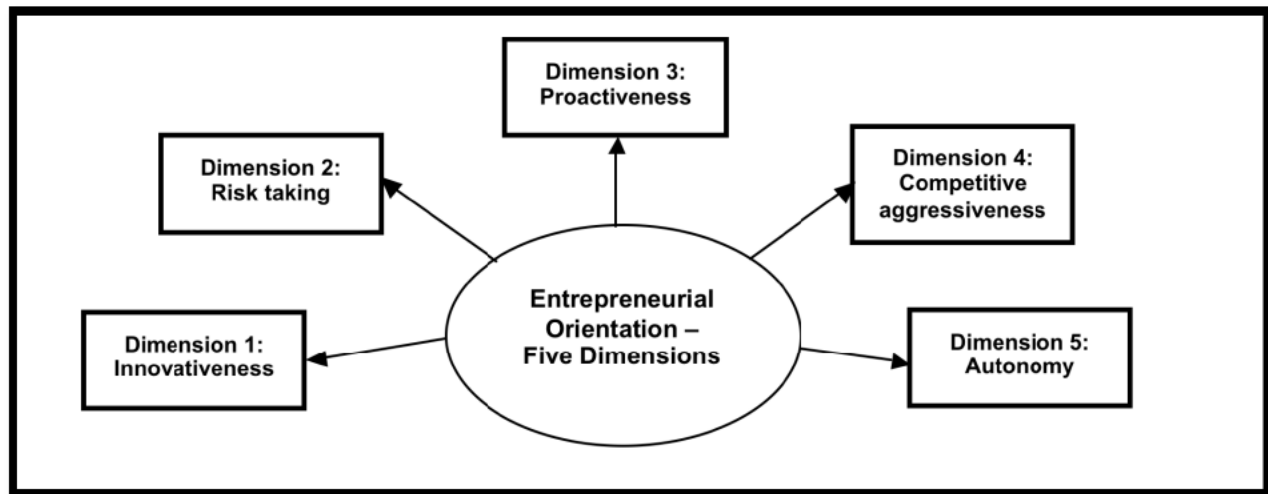 Dimension 3:
Proactiveness
Dimension 2:
Risk taking
Dimension 4:
Competitive
aggressiveness
Entrepreneurial
Orientation –
Five Dimensions
Dimension 1:
Innovativeness
Dimension 5:
Autonomy